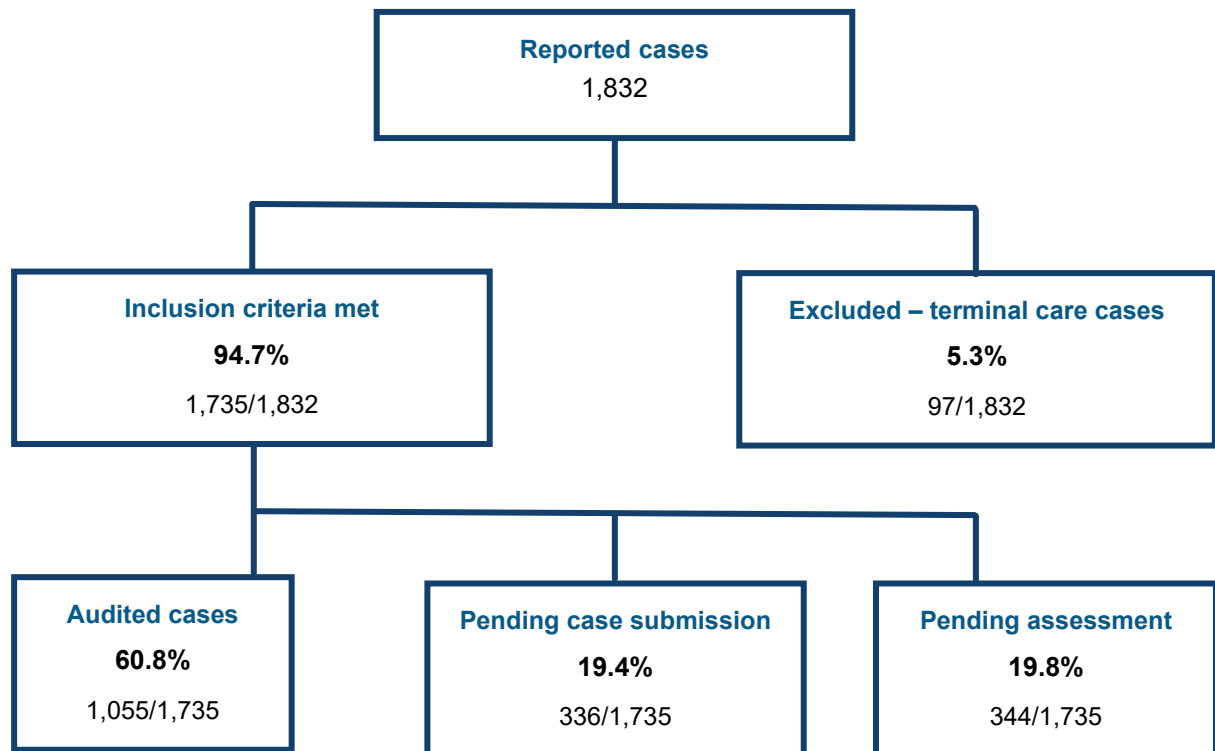 Reported cases
1,832
Inclusion criteria met
94.7%
1,735/1,832
Excluded – terminal care cases
5.3%
97/1,832
Audited cases
60.8%
1,055/1,735
Pending case submission
19.4%
336/1,735
Pending assessment
19.8%
344/1,735